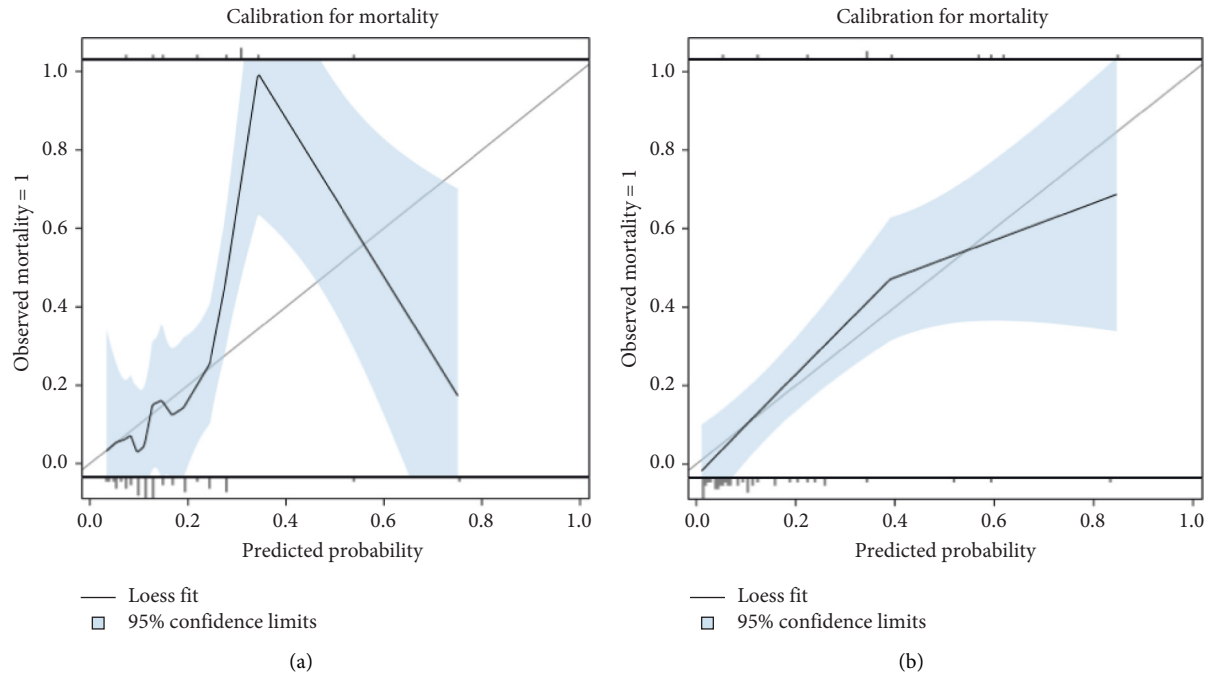 Calibration for mortality
1.0
0.8
0.6
0.4
0.2
0.0
Observed mortality = 1
0.0 0.2 0.4 0.6 0.8 1.0
Predicted probability
Loess fit
95% confidence limits
(a)
Calibration for mortality
1.0
0.8
0.6
0.4
0.2
0.0
Observed mortality = 1
0.0 0.2 0.4 0.6 0.8 1.0
Predicted probability
Loess fit
95% confidence limits
(b)